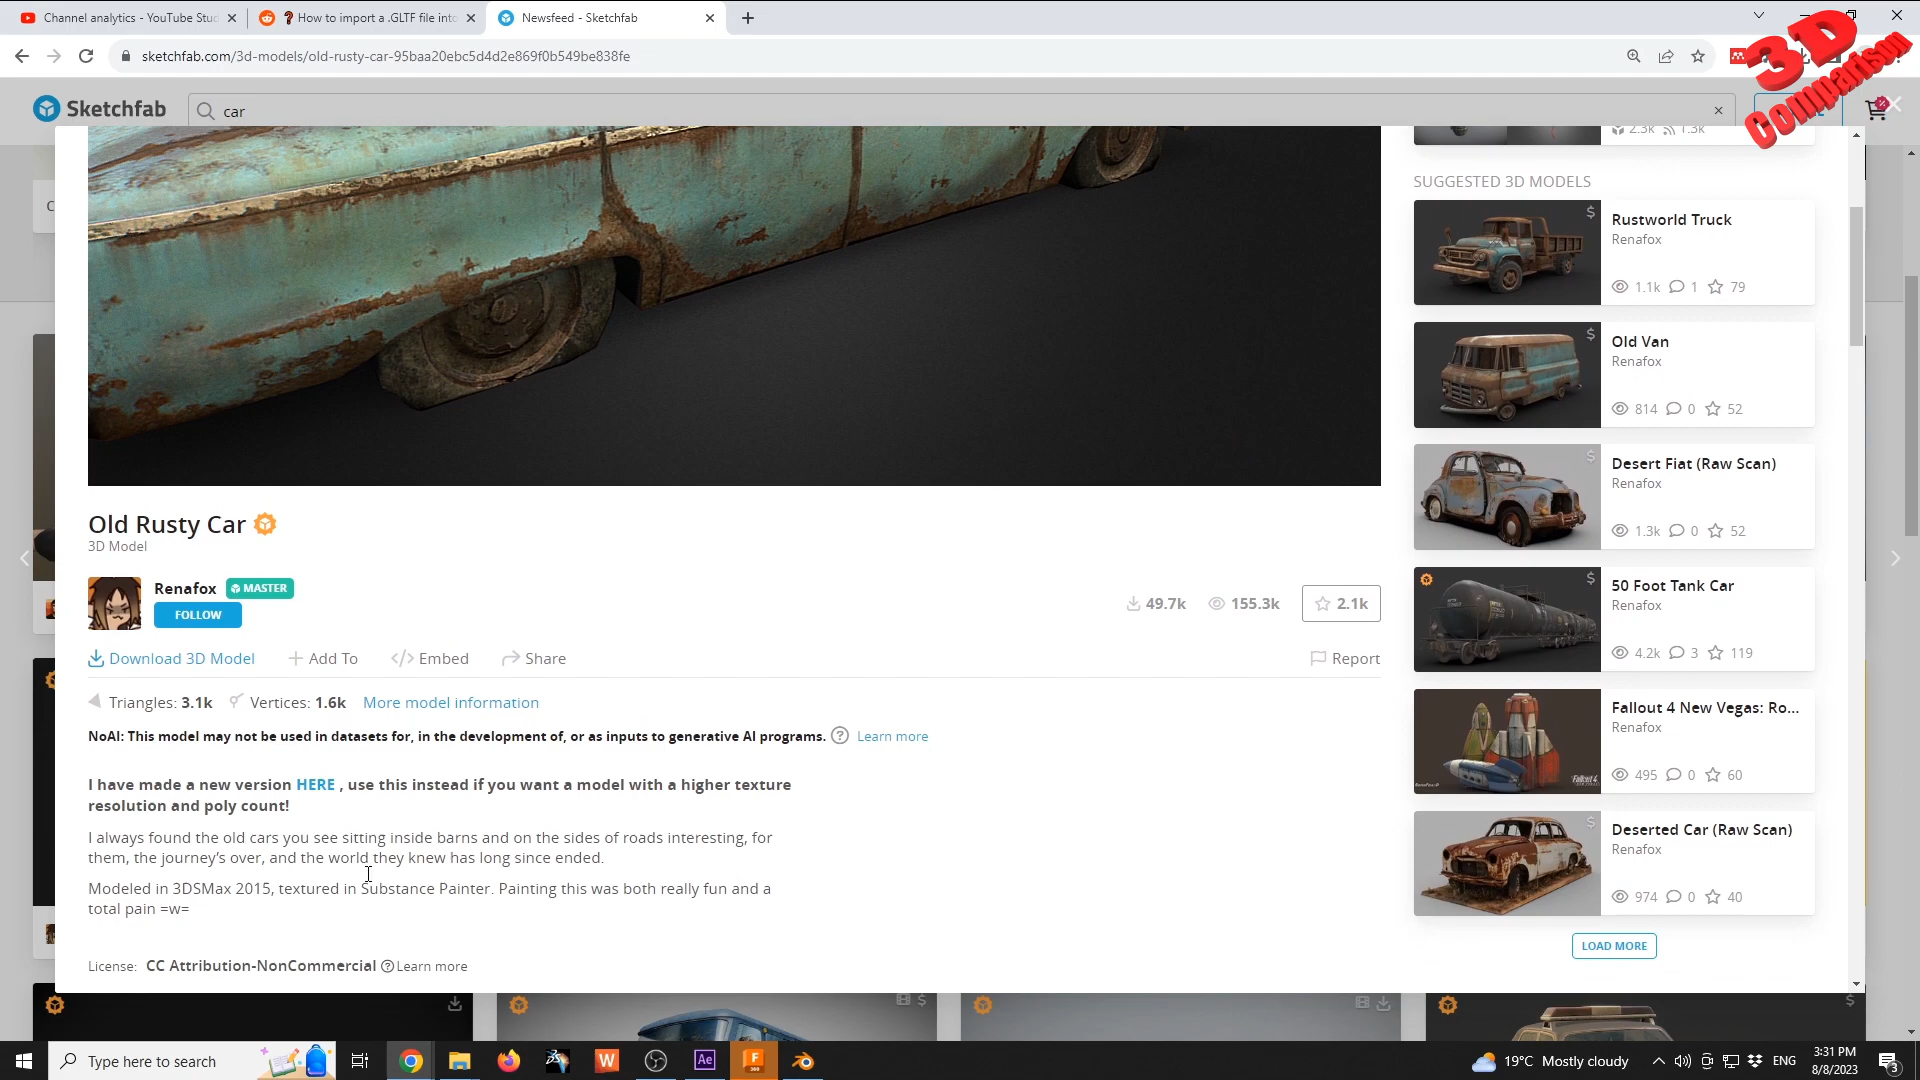 Channel analytics - YouTube Stu
❓ How to import a .GLTF file into
Newsfeed - Sketchfab
sketchfab.com/3d-models/old-rusty-car-95baa20ebc5d4d2e869f0b549be838fe
3D
Comparison
Sketchfab
car
2.3k 1.3k
SUGGESTED 3D MODELS
Rustworld Truck
Renafox
1.1k 1 79
Old Van
Renafox
814 0 52
Desert Fiat (Raw Scan)
Renafox
1.3k 0 52
50 Foot Tank Car
Renafox
4.2k 3 119
Fallout 4 New Vegas: Ro...
Renafox
495 0 60
Deserted Car (Raw Scan)
Renafox
974 0 40
LOAD MORE
Old Rusty Car
3D Model
Renafox MASTER
FOLLOW
49.7k 155.3k 2.1k
Download 3D Model Add To Embed Share Report
Triangles: 3.1k Vertices: 1.6k More model information
NoAI: This model may not be used in datasets for, in the development of, or as inputs to generative AI programs. Learn more
I have made a new version HERE , use this instead if you want a model with a higher texture
resolution and poly count!
I always found the old cars you see sitting inside barns and on the sides of roads interesting, for
them, the journey's over, and the world they knew has long since ended.
Modeled in 3DSMax 2015, textured in Substance Painter. Painting this was both really fun and a
total pain =w=
License: CC Attribution-NonCommercial Learn more
Type here to search
19°C Mostly cloudy
ENG
3:31 PM
8/8/2023
3